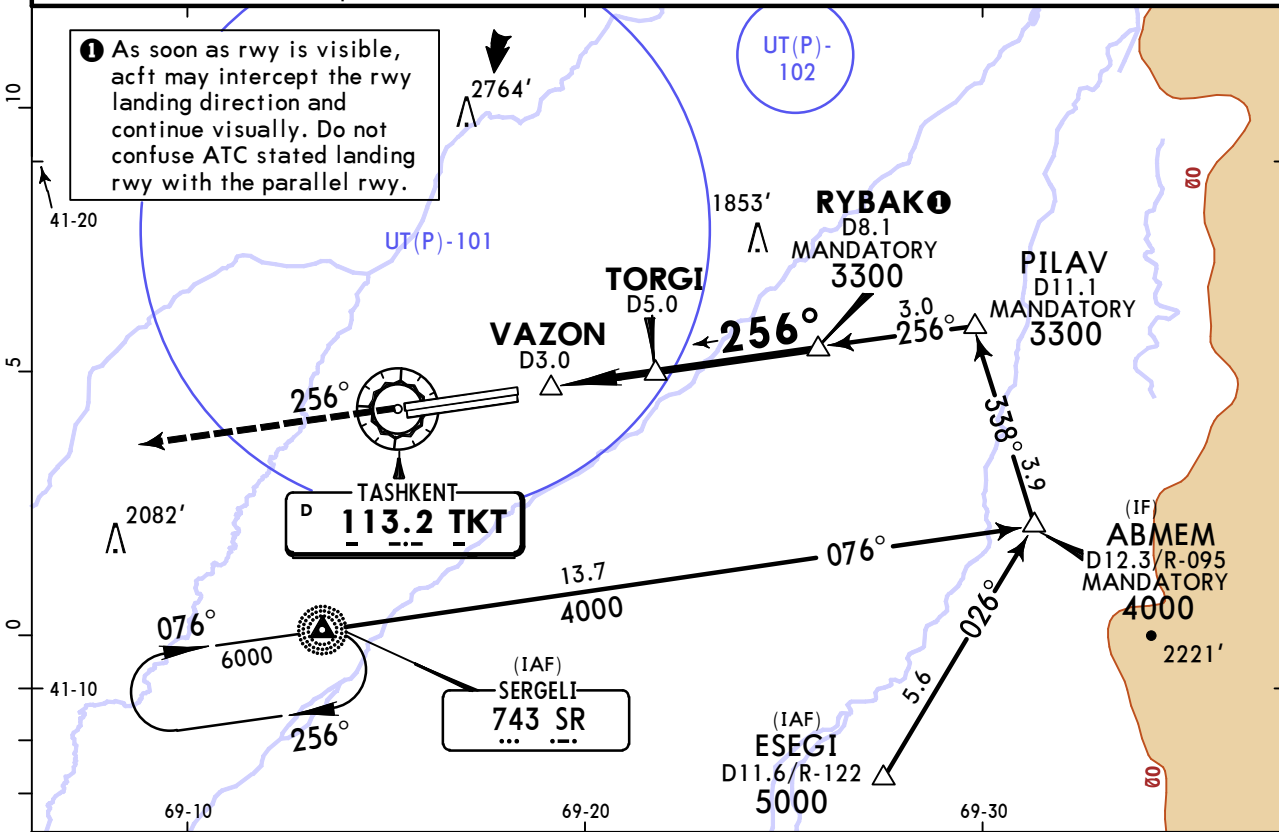 ❶ As soon as rwy is visible,
acft may intercept the rwy
landing direction and
continue visually. Do not
confuse ATC stated landing
rwy with the parallel rwy.
2764'
UT(P)-
102
10
41-20
UT(P)-101
1853'
RYBAK❶
D8.1
MANDATORY
3300
PILAV
D11.1
MANDATORY
3300
TORGI
D5.0
VAZON
D3.0
256°
3.0
256°
5
256°
338°
3.9
TASHKENT
D 113.2 TKT
2082'
(IF)
ABMEM
D12.3/R-095
MANDATORY
4000
2221'
076°
13.7
4000
026°
5.6
0
076°
6000
256°
41-10
(IAF)
SERGELI
743 SR
(IAF)
ESEGI
D11.6/R-122
5000
69-10
69-20
69-30